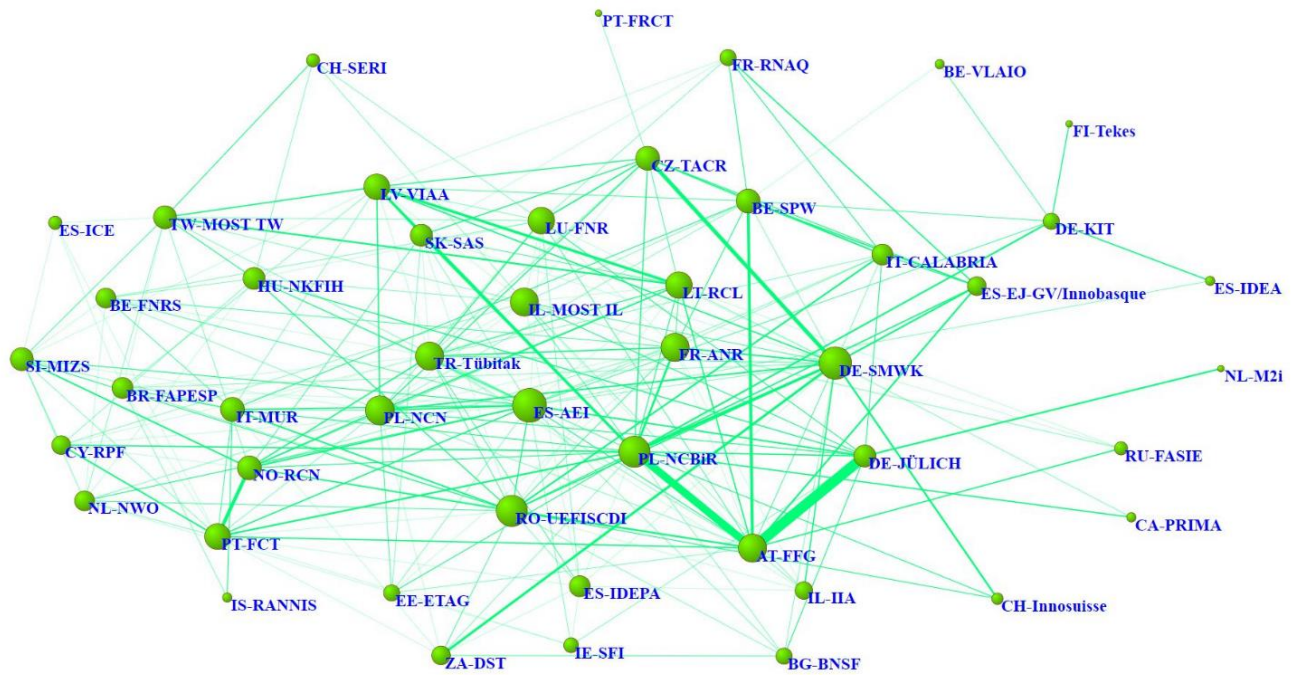 PT-FRCT
CH-SERI
FR-RNAQ
BE-VLAIO
FI-Tekes
CZ-TACR
LV-VIAA
BE-SPW
ES-ICE
TW-MOST TW
LU-FNR
DE-KIT
SK-SAS
IT-CALABRIA
HU-NKFIH
LT-RCL
ES-EJ-GV/Innobasque
ES-IDEA
BE-FNRS
IL-MOST IL
SI-MIZS
TR-Tübitak
FR-ANR
DE-SMWK
NL-M2i
BR-FAPESP
IT-MUR
PL-NCN
ES-AEI
CY-RPF
PL-NCBiR
DE-JÜLICH
RU-FASIE
NO-RCN
NL-NWO
RO-UEFISCDI
CA-PRIMA
PT-FCT
AT-FFG
IS-RANNIS
EE-ETAG
ES-IDEPA
IL-IIA
CH-Innosuisse
ZA-DST
IE-SFI
BG-BNSF